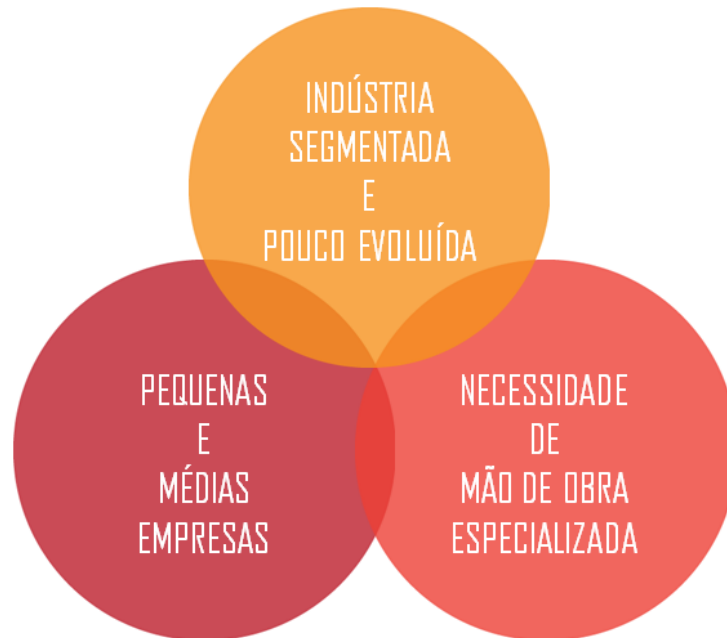 INDÚSTRIA
SEGMENTADA
E
POUCO EVOLUÍDA
PEQUENAS
E
MÉDIAS
EMPRESAS
NECESSIDADE
DE
MÃO DE OBRA
ESPECIALIZADA